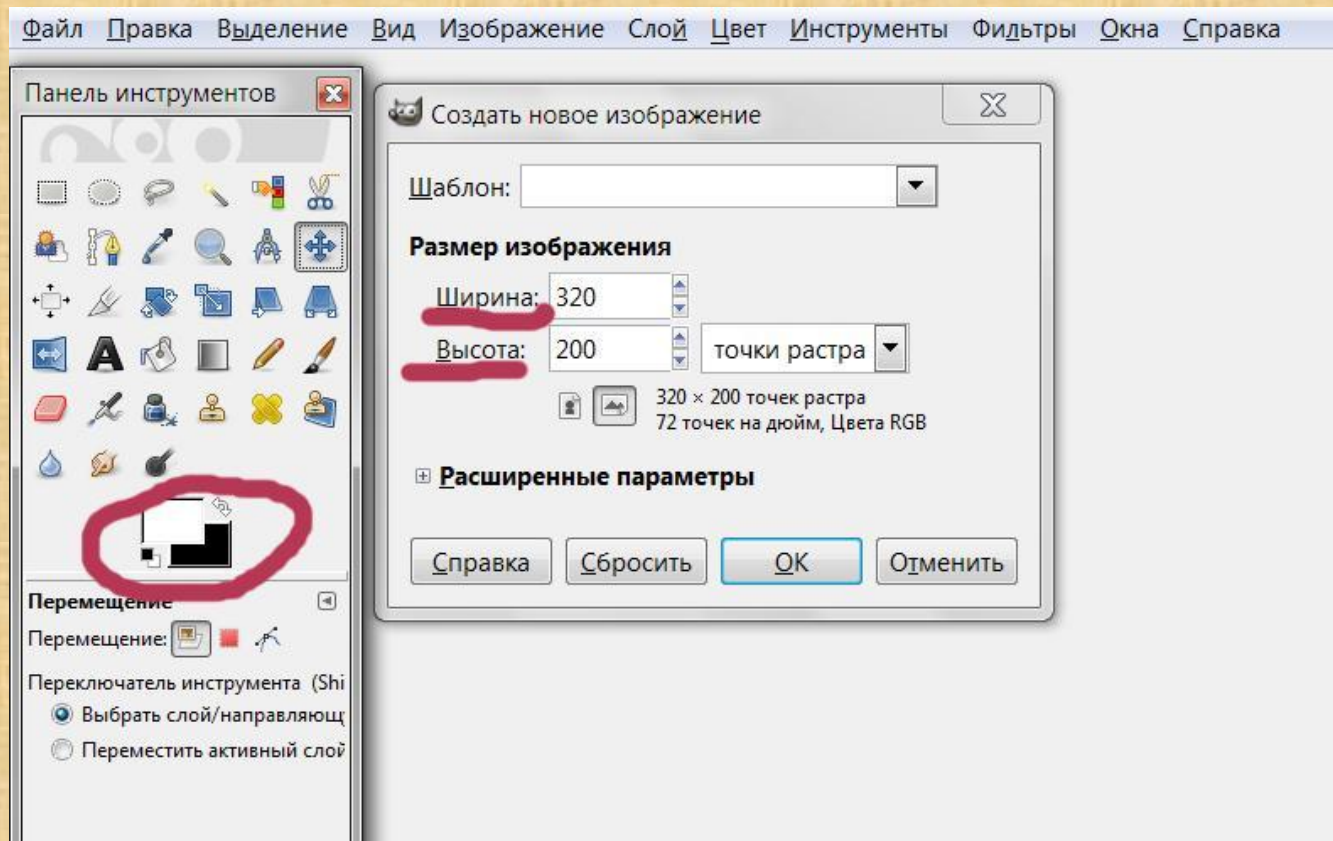 Файл Правка Выделение Вид Изображение Слой Цвет Инструменты Фильтры Окна Справка
Панель инструментов
Создать новое изображение
Шаблон:
Размер изображения
Ширина: 320
Высота: 200 точки растра
320 × 200 точек растра
72 точек на дюйм, Цвета RGB
Расширенные параметры
Справка Сбросить OK Отменить
Перемещение
Перемещение:
Переключатель инструмента (Shi
Выбрать слой/направляющ
Переместить активный слой